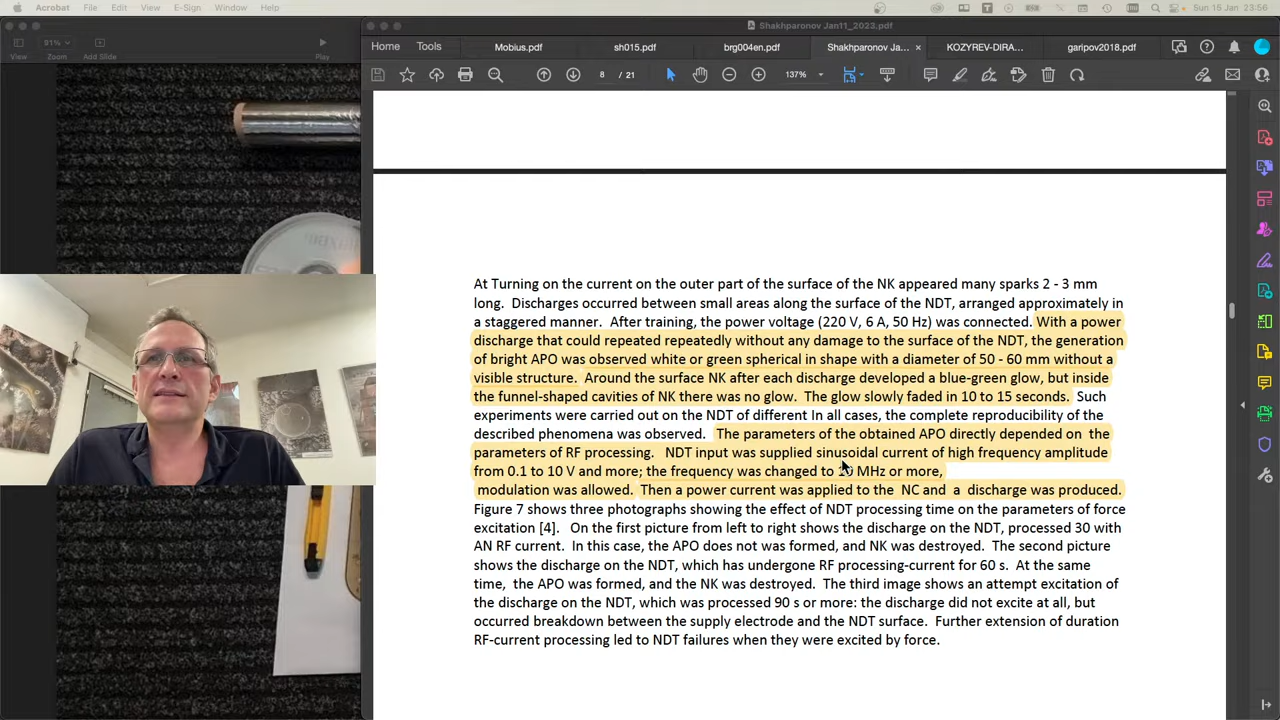 Acrobat File Edit View E-Sign Window Help
Sun 15 Jan 23:56
Shakhparonov Jan11_2023.pdf
91%
View Zoom Add Slide Play
Home Tools Mobius.pdf sh015.pdf brg004en.pdf Shakhparonov Ja... KOZYREV-DIRA... garipov2018.pdf
8 / 21 137%
At Turning on the current on the outer part of the surface of the NK appeared many sparks 2 - 3 mm
long. Discharges occurred between small areas along the surface of the NDT, arranged approximately in
a staggered manner. After training, the power voltage (220 V, 6 A, 50 Hz) was connected. With a power
discharge that could repeated repeatedly without any damage to the surface of the NDT, the generation
of bright APO was observed white or green spherical in shape with a diameter of 50 - 60 mm without a
visible structure. Around the surface NK after each discharge developed a blue-green glow, but inside
the funnel-shaped cavities of NK there was no glow. The glow slowly faded in 10 to 15 seconds. Such
experiments were carried out on the NDT of different In all cases, the complete reproducibility of the
described phenomena was observed. The parameters of the obtained APO directly depended on the
parameters of RF processing. NDT input was supplied sinusoidal current of high frequency amplitude
from 0.1 to 10 V and more; the frequency was changed to MHz or more,
modulation was allowed. Then a power current was applied to the NC and a discharge was produced.
Figure 7 shows three photographs showing the effect of NDT processing time on the parameters of force
excitation [4]. On the first picture from left to right shows the discharge on the NDT, processed 30 with
AN RF current. In this case, the APO does not was formed, and NK was destroyed. The second picture
shows the discharge on the NDT, which has undergone RF processing-current for 60 s. At the same
time, the APO was formed, and the NK was destroyed. The third image shows an attempt excitation of
the discharge on the NDT, which was processed 90 s or more: the discharge did not excite at all, but
occurred breakdown between the supply electrode and the NDT surface. Further extension of duration
RF-current processing led to NDT failures when they were excited by force.